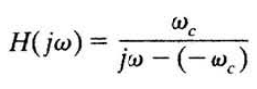 H(jω) = ω_c / (jω − (−ω_c))